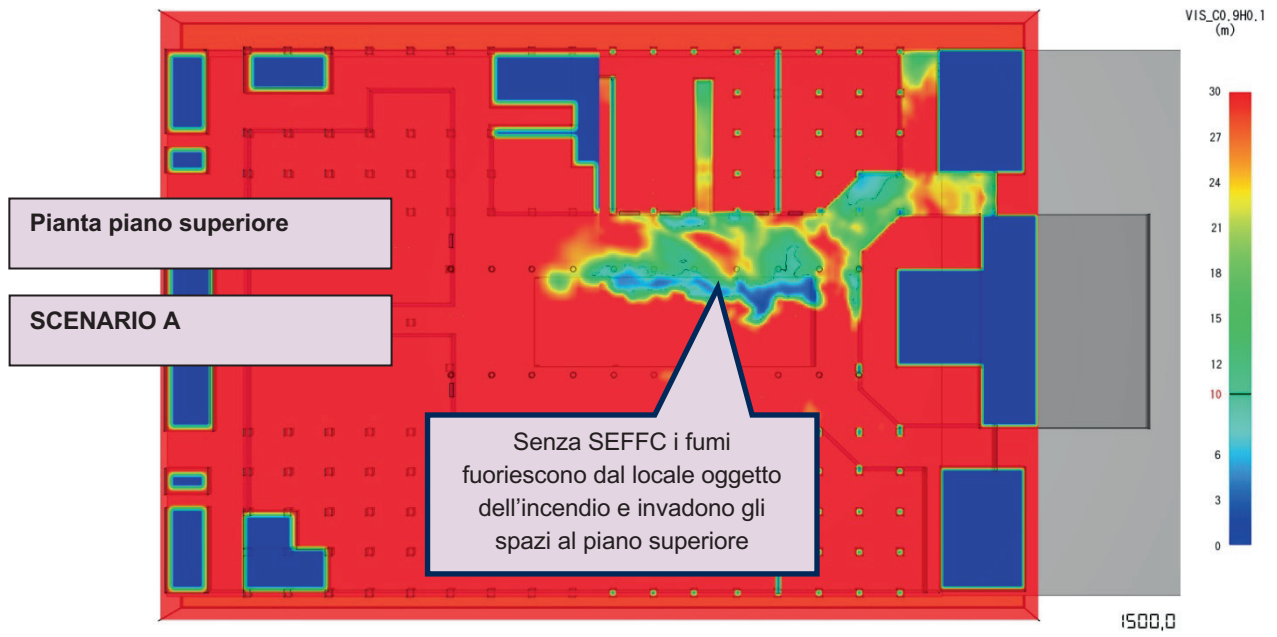 VIS_C0.9H0.1
(m)
30
27
24
21
18
15
12
10
6
3
0
Pianta piano superiore
SCENARIO A
Senza SEFFC i fumi
fuoriescono dal locale oggetto
dell'incendio e invadono gli
spazi al piano superiore
1500,0